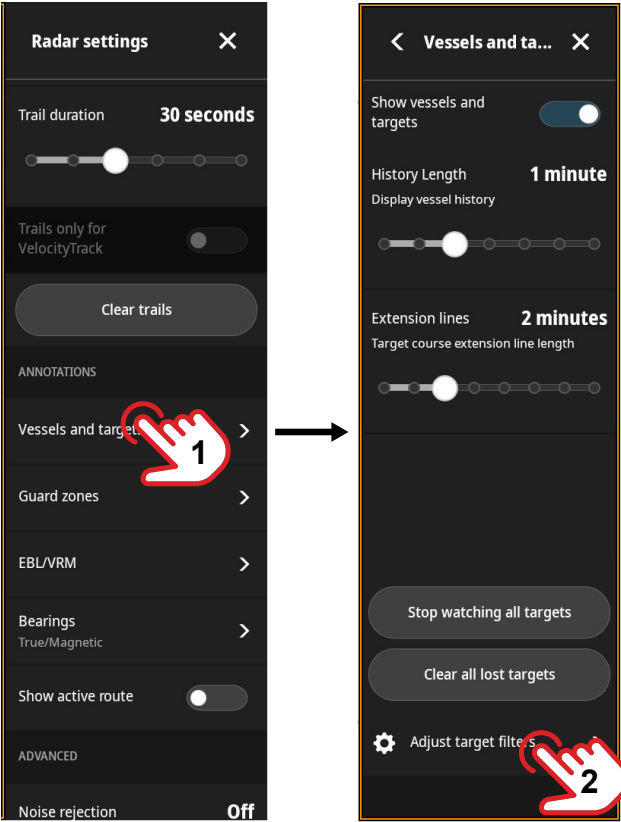 Radar settings
Trail duration 30 seconds
Trails only for
VelocityTrack
Clear trails
ANNOTATIONS
Vessels and targets
1
Guard zones
EBL/VRM
Bearings
True/Magnetic
Show active route
ADVANCED
Noise rejection Off
Vessels and ta...
Show vessels and
targets
History Length 1 minute
Display vessel history
Extension lines 2 minutes
Target course extension line length
Stop watching all targets
Clear all lost targets
Adjust target filters
2